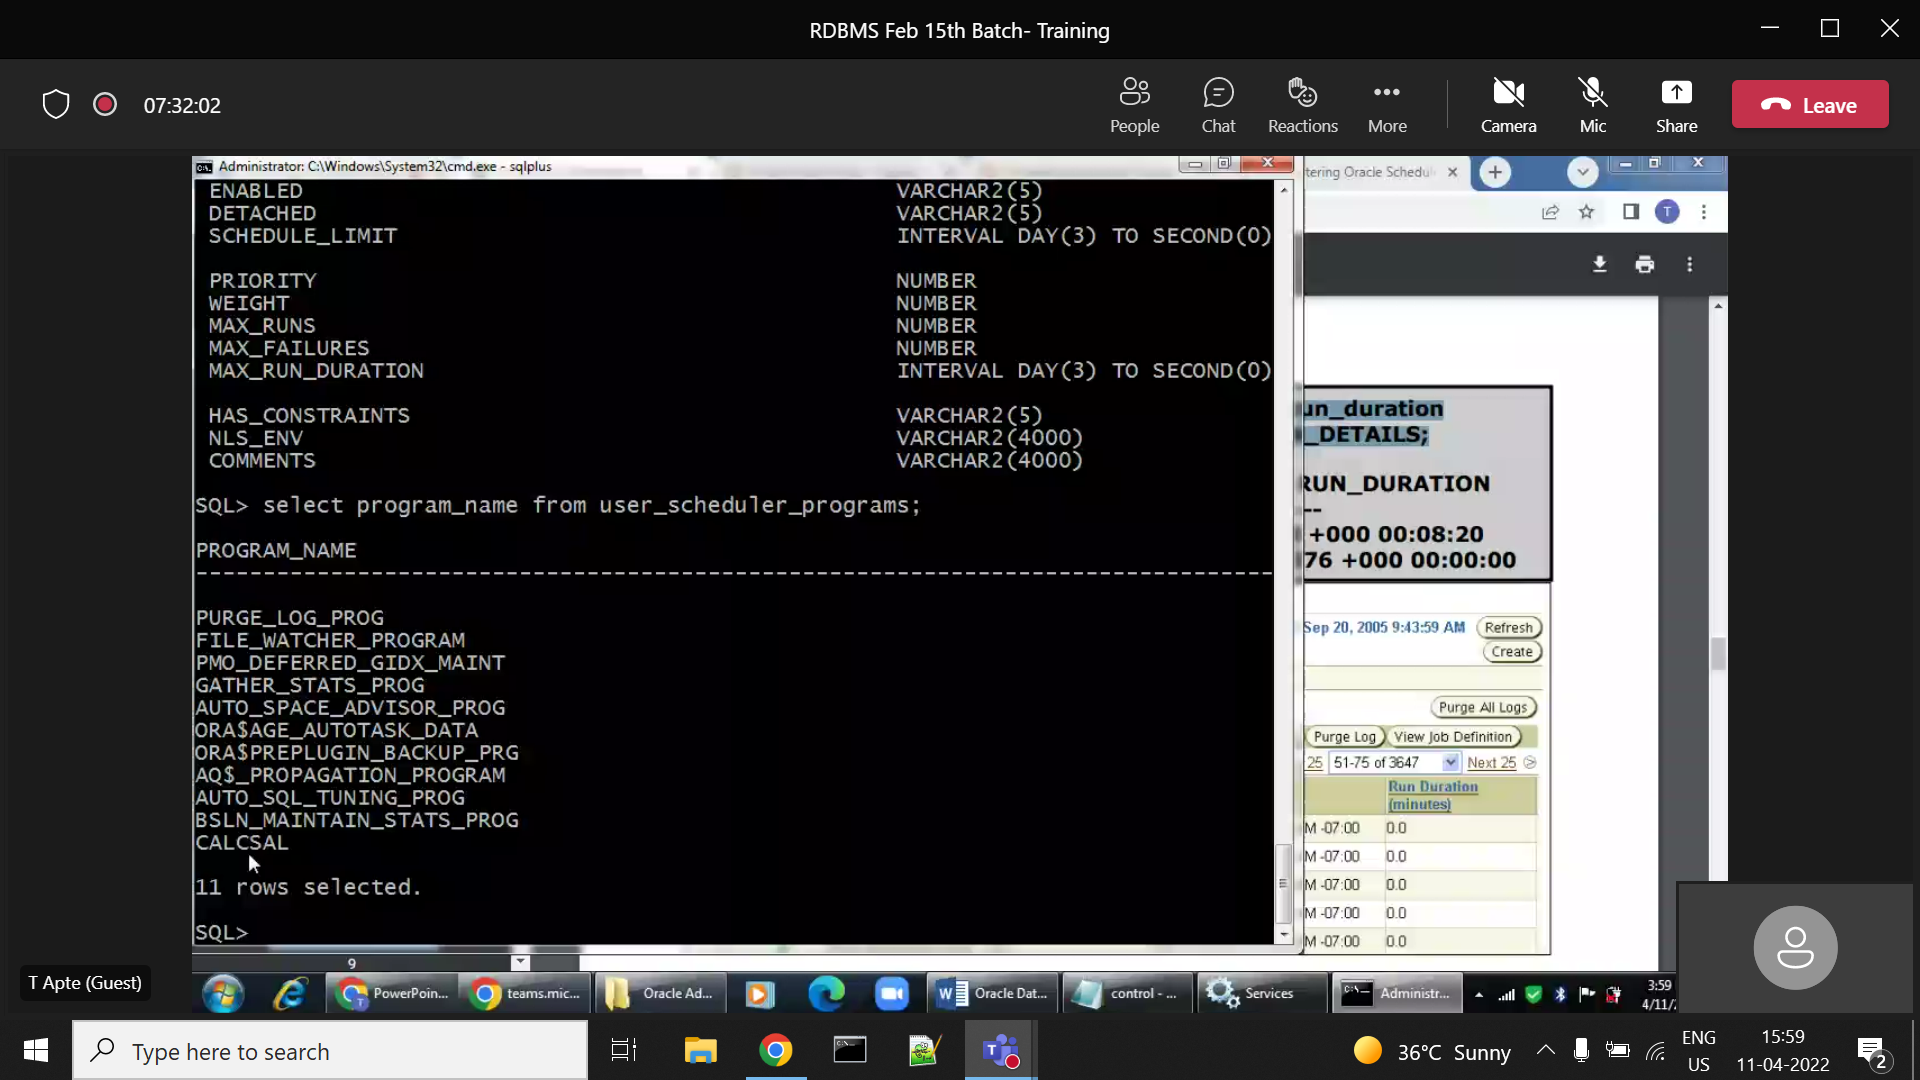 RDBMS Feb 15th Batch- Training
07:32:02
People
Chat
Reactions
More
Camera
Mic
Share
Leave
Administrator: C:\Windows\System32\cmd.exe - sqlplus
ENABLED VARCHAR2(5)
DETACHED VARCHAR2(5)
SCHEDULE_LIMIT INTERVAL DAY(3) TO SECOND(0)
PRIORITY NUMBER
WEIGHT NUMBER
MAX_RUNS NUMBER
MAX_FAILURES NUMBER
MAX_RUN_DURATION INTERVAL DAY(3) TO SECOND(0)
HAS_CONSTRAINTS VARCHAR2(5)
NLS_ENV VARCHAR2(4000)
COMMENTS VARCHAR2(4000)
SQL> select program_name from user_scheduler_programs;
PROGRAM_NAME
--------------------------------------------------------------------------------
PURGE_LOG_PROG
FILE_WATCHER_PROGRAM
PMO_DEFERRED_GIDX_MAINT
GATHER_STATS_PROG
AUTO_SPACE_ADVISOR_PROG
ORA$AGE_AUTOTASK_DATA
ORA$PREPLUGIN_BACKUP_PRG
AQ$_PROPAGATION_PROGRAM
AUTO_SQL_TUNING_PROG
BSLN_MAINTAIN_STATS_PROG
CALCSAL
11 rows selected.
SQL>
tering Oracle Schedul
T
un_duration
_DETAILS;
RUN_DURATION
--
+000 00:08:20
76 +000 00:00:00
Sep 20, 2005 9:43:59 AM Refresh
Create
Purge All Logs
Purge Log View Job Definition
25 51-75 of 3647 Next 25
Run Duration
(minutes)
M -07:00 0.0
M -07:00 0.0
M -07:00 0.0
M -07:00 0.0
M -07:00 0.0
9
T Apte (Guest)
PowerPoin...
teams.mic...
Oracle Ad...
Oracle Dat...
control - ...
Services
Administr...
3:59
4/11/
Type here to search
36°C Sunny
ENG
US
15:59
11-04-2022
2